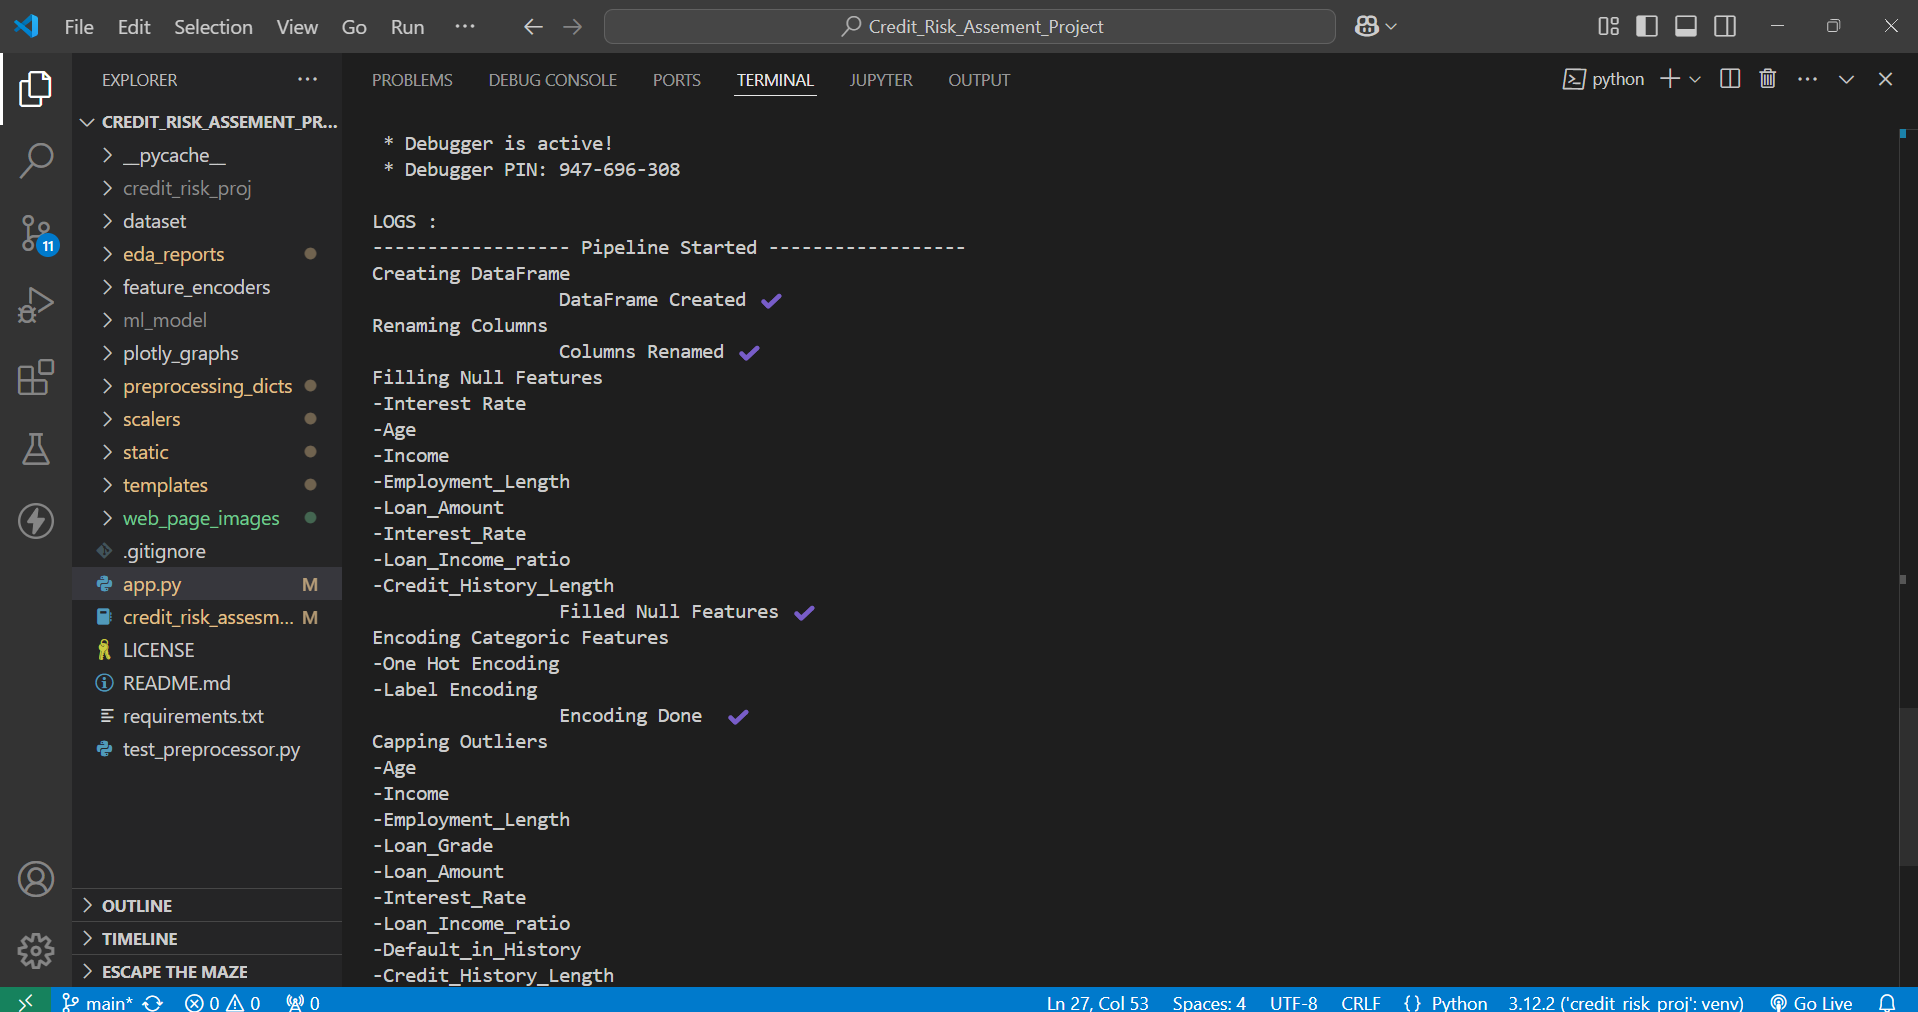 File Edit Selection View Go Run ···
Credit_Risk_Assement_Project
EXPLORER ···
CREDIT_RISK_ASSEMENT_PR...
__pycache__
credit_risk_proj
dataset
eda_reports
feature_encoders
ml_model
plotly_graphs
preprocessing_dicts
scalers
static
templates
web_page_images
.gitignore
app.py M
credit_risk_assesm... M
LICENSE
README.md
requirements.txt
test_preprocessor.py
OUTLINE
TIMELINE
ESCAPE THE MAZE
11
PROBLEMS DEBUG CONSOLE PORTS TERMINAL JUPYTER OUTPUT
python
* Debugger is active!
* Debugger PIN: 947-696-308
LOGS :
------------------ Pipeline Started ------------------
Creating DataFrame
DataFrame Created ✔
Renaming Columns
Columns Renamed ✔
Filling Null Features
-Interest Rate
-Age
-Income
-Employment_Length
-Loan_Amount
-Interest_Rate
-Loan_Income_ratio
-Credit_History_Length
Filled Null Features ✔
Encoding Categoric Features
-One Hot Encoding
-Label Encoding
Encoding Done ✔
Capping Outliers
-Age
-Income
-Employment_Length
-Loan_Grade
-Loan_Amount
-Interest_Rate
-Loan_Income_ratio
-Default_in_History
-Credit_History_Length
main* 0 0 0 Ln 27, Col 53 Spaces: 4 UTF-8 CRLF {} Python 3.12.2 ('credit_risk_proj': venv) Go Live